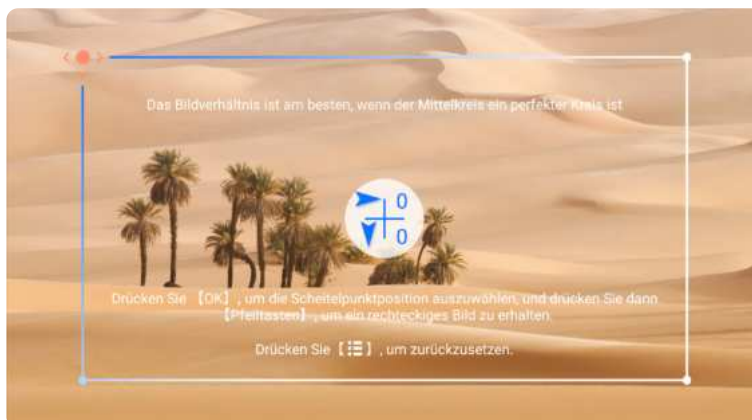 Das Bildverhältnis ist am besten, wenn der Mittelkreis ein perfekter Kreis ist
0
0
Drücken Sie 【OK】, um die Scheitelpunktposition auszuwählen, und drücken Sie dann
【Pfeiltasten】, um ein rechteckiges Bild zu erhalten.
Drücken Sie 【☰】, um zurückzusetzen.